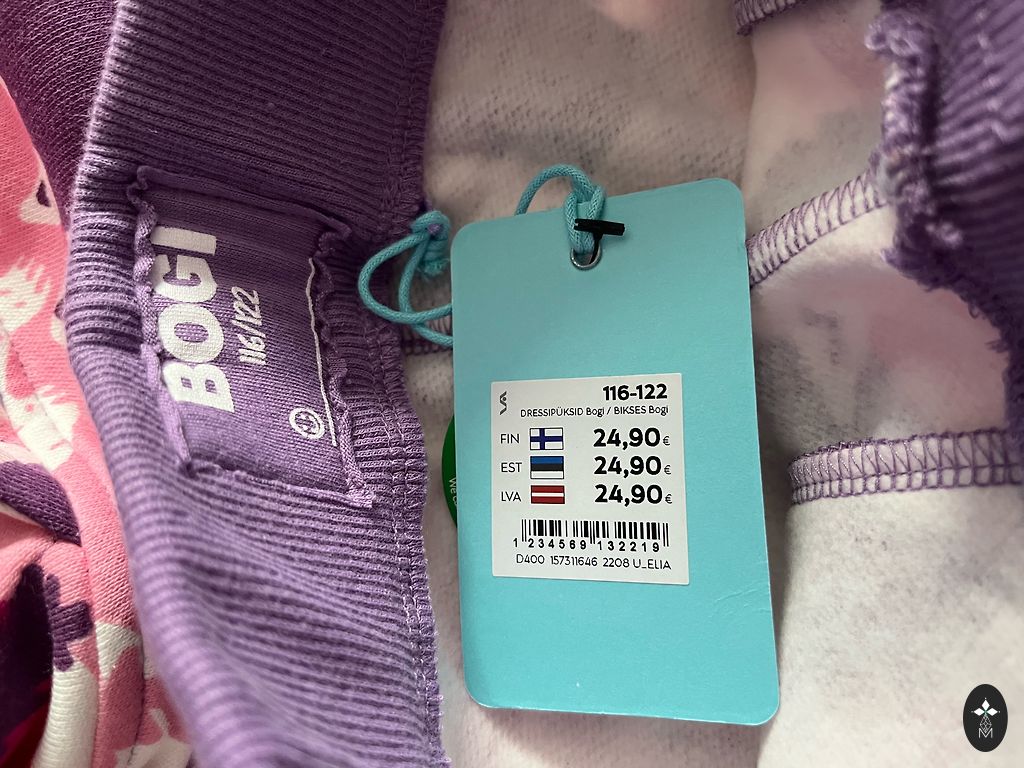 BOGI
116/122
116-122
DRESSIPÜKSID Bogi / BIKSES Bogi
FIN 24,90€
EST 24,90€
LVA 24,90€
1 234569 132219
D400 157311646 2208 U_ELIA